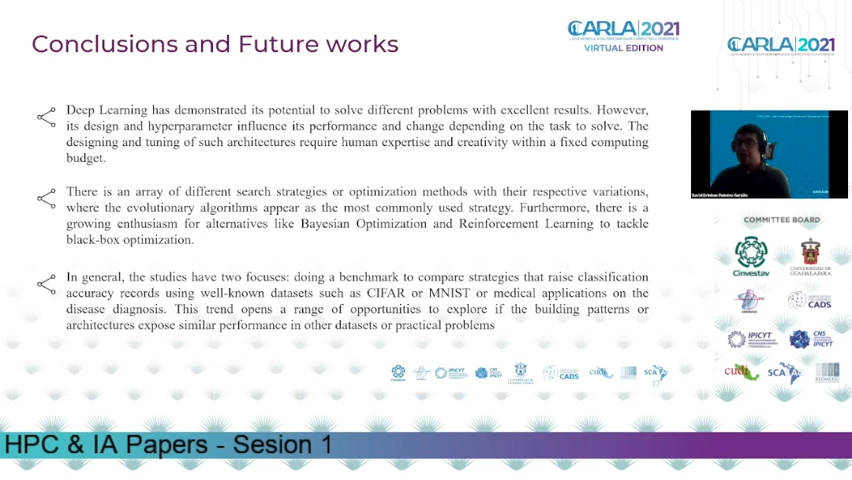 Conclusions and Future works
CARLA 2021
VIRTUAL EDITION
CARLA 2021
Deep Learning has demonstrated its potential to solve different problems with excellent results. However,
its design and hyperparameter influence its performance and change depending on the task to solve. The
designing and tuning of such architectures require human expertise and creativity within a fixed computing
budget.
There is an array of different search strategies or optimization methods with their respective variations,
where the evolutionary algorithms appear as the most commonly used strategy. Furthermore, there is a
growing enthusiasm for alternatives like Bayesian Optimization and Reinforcement Learning to tackle
black-box optimization.
In general, the studies have two focuses: doing a benchmark to compare strategies that raise classification
accuracy records using well-known datasets such as CIFAR or MNIST or medical applications on the
disease diagnosis. This trend opens a range of opportunities to explore if the building patterns or
architectures expose similar performance in other datasets or practical problems
COMMITTEE BOARD
Cinvestav
UNIVERSIDAD DE
GUADALAJARA
CADS
IPICYT
CNS
IPICYT
cudi
SCA
IPICYT
CADS
cudi
SCA
HPC & IA Papers - Sesion 1